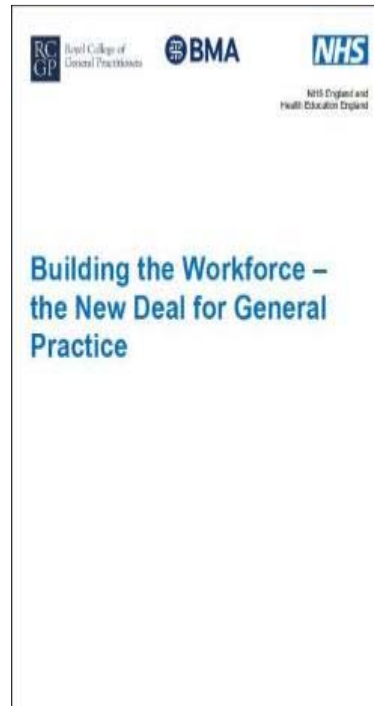 RC
GP
Royal College of
General Practitioners
BMA
NHS
NHS England and
Health Education England
Building the Workforce –
the New Deal for General
Practice